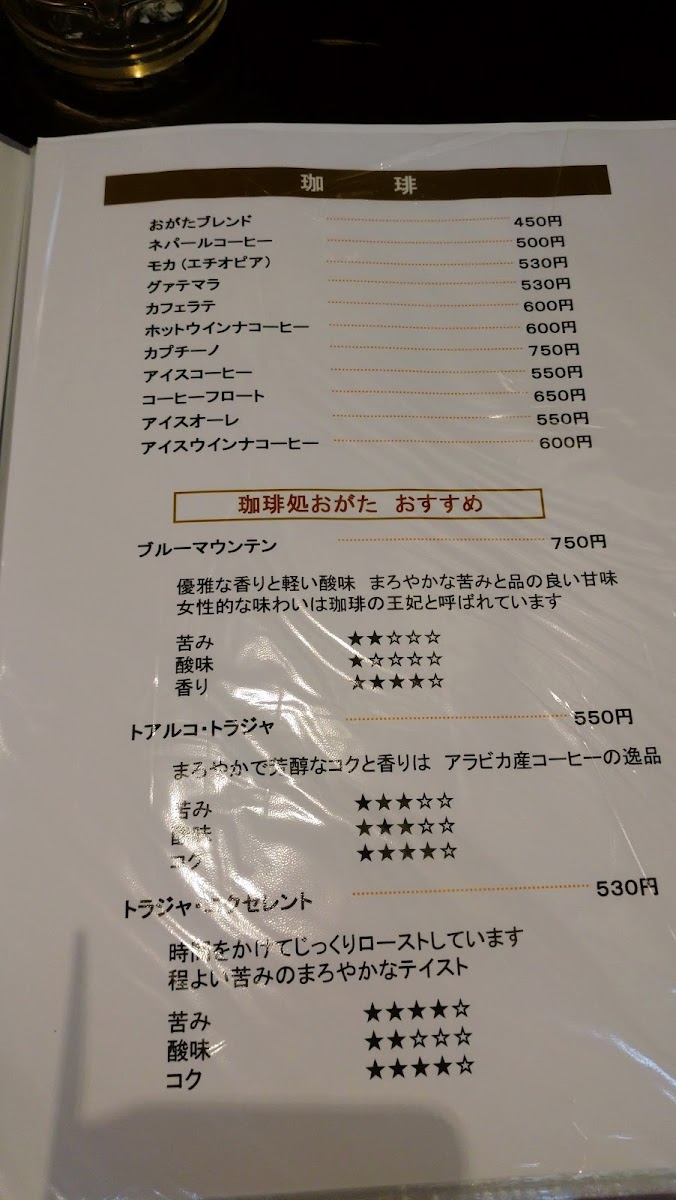 珈琲
おがたブレンド 450円
ネパールコーヒー 500円
モカ(エチオピア) 530円
グァテマラ 530円
カフェラテ 600円
ホットウインナコーヒー 600円
カプチーノ 750円
アイスコーヒー 550円
コーヒーフロート 650円
アイスオーレ 550円
アイスウインナコーヒー 600円
珈琲処おがた おすすめ
ブルーマウンテン 750円
優雅な香りと軽い酸味 まろやかな苦みと品の良い甘味
女性的な味わいは珈琲の王妃と呼ばれています
苦み ★★☆☆☆
酸味 ★☆☆☆☆
香り ★★★★☆
トアルコ・トラジャ 550円
まろやかで芳醇なコクと香りは アラビカ産コーヒーの逸品
苦み ★★★☆☆
酸味 ★★★☆☆
コク ★★★★☆
トラジャ・エクセレント 530円
時間をかけてじっくりローストしています
程よい苦みのまろやかなテイスト
苦み ★★★★☆
酸味 ★★☆☆☆
コク ★★★★☆